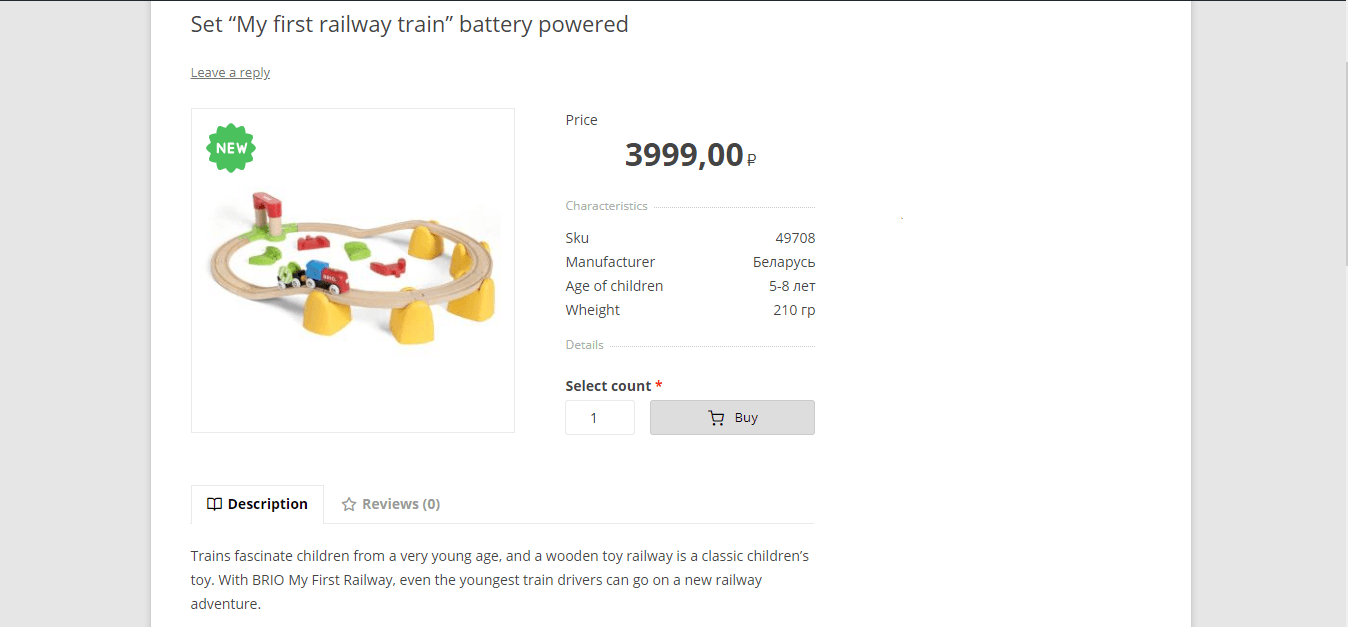 Set “My first railway train” battery powered
Leave a reply
NEW
BRIO
Price
3999,00 ₽
Characteristics
Sku 49708
Manufacturer Беларусь
Age of children 5-8 лет
Wheight 210 гр
Details
Select count *
1 Buy
Description Reviews (0)
Trains fascinate children from a very young age, and a wooden toy railway is a classic children’s
toy. With BRIO My First Railway, even the youngest train drivers can go on a new railway
adventure.